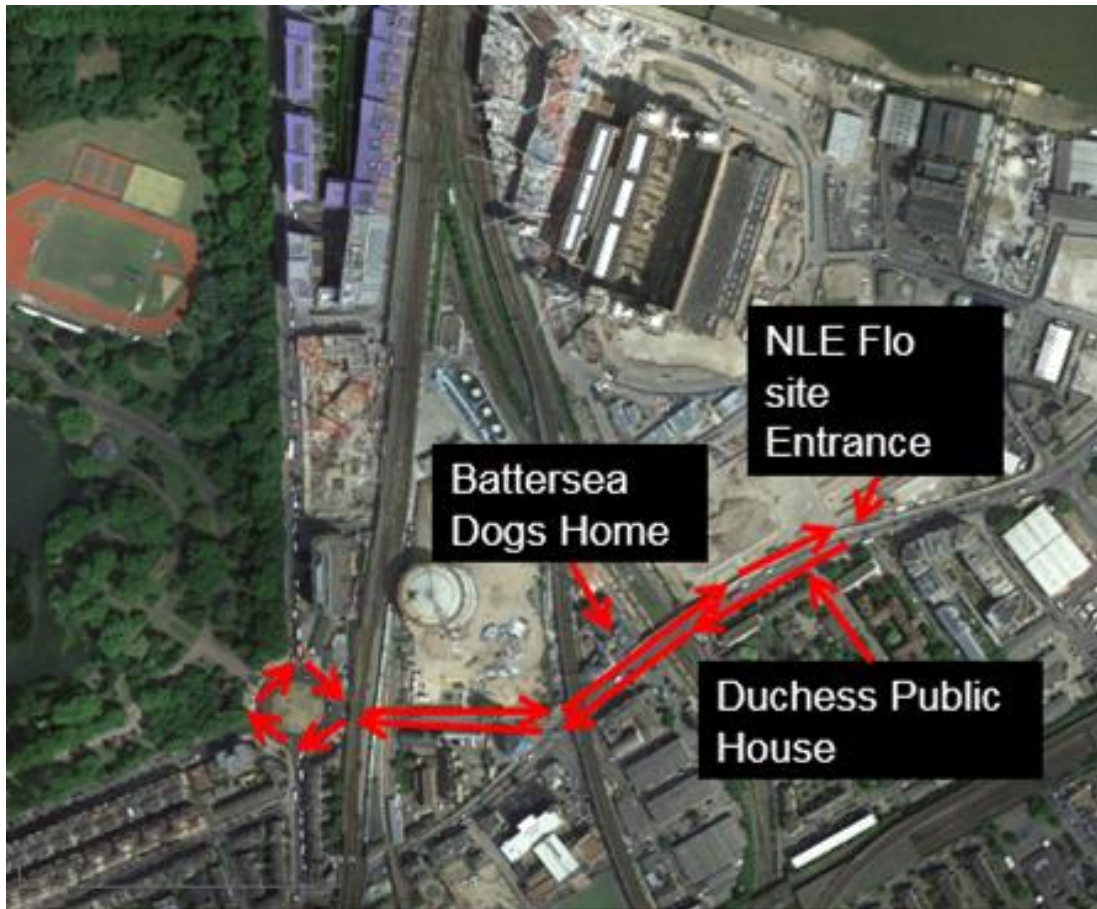 NLE Flo
site
Entrance
Battersea
Dogs Home
Duchess Public
House